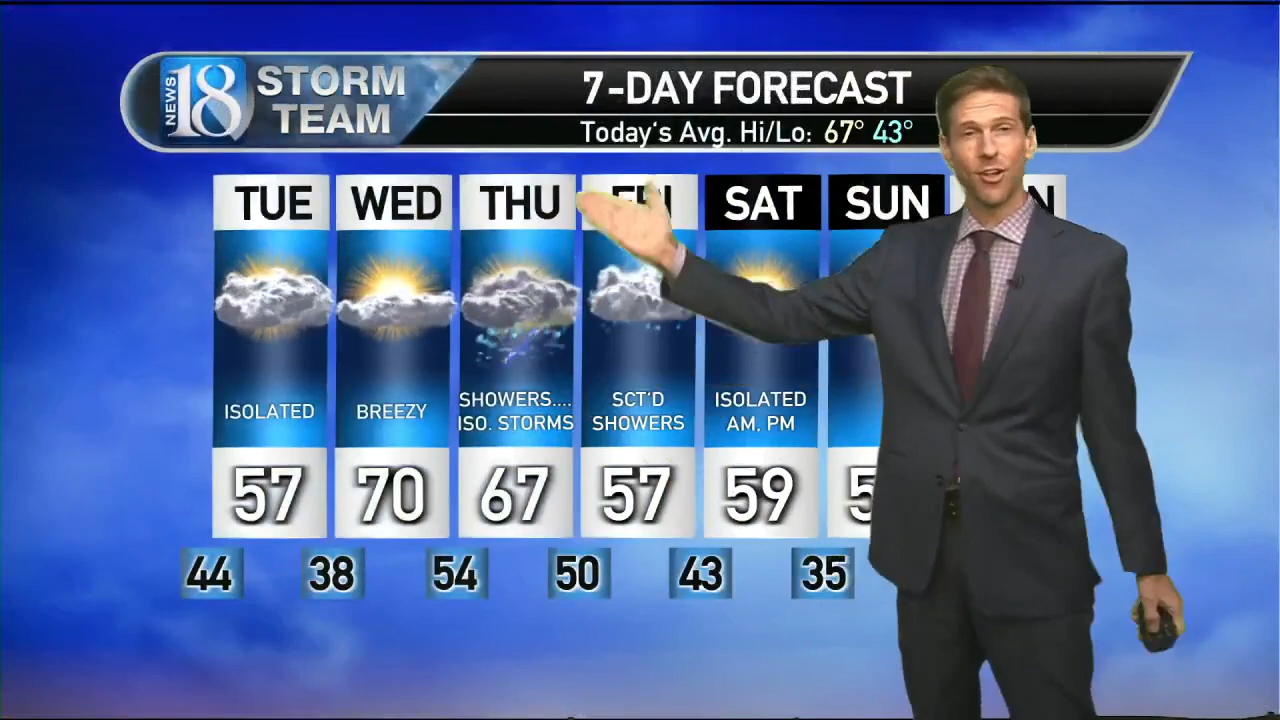 NEWS
18
STORM
TEAM
7-DAY FORECAST
Today's Avg. Hi/Lo: 67° 43°
TUE WED THU FRI SAT SUN
ISOLATED
BREEZY
SHOWERS....
ISO. STORMS
SCT'D
SHOWERS
ISOLATED
AM, PM
57 70 67 57 59
44 38 54 50 43 35